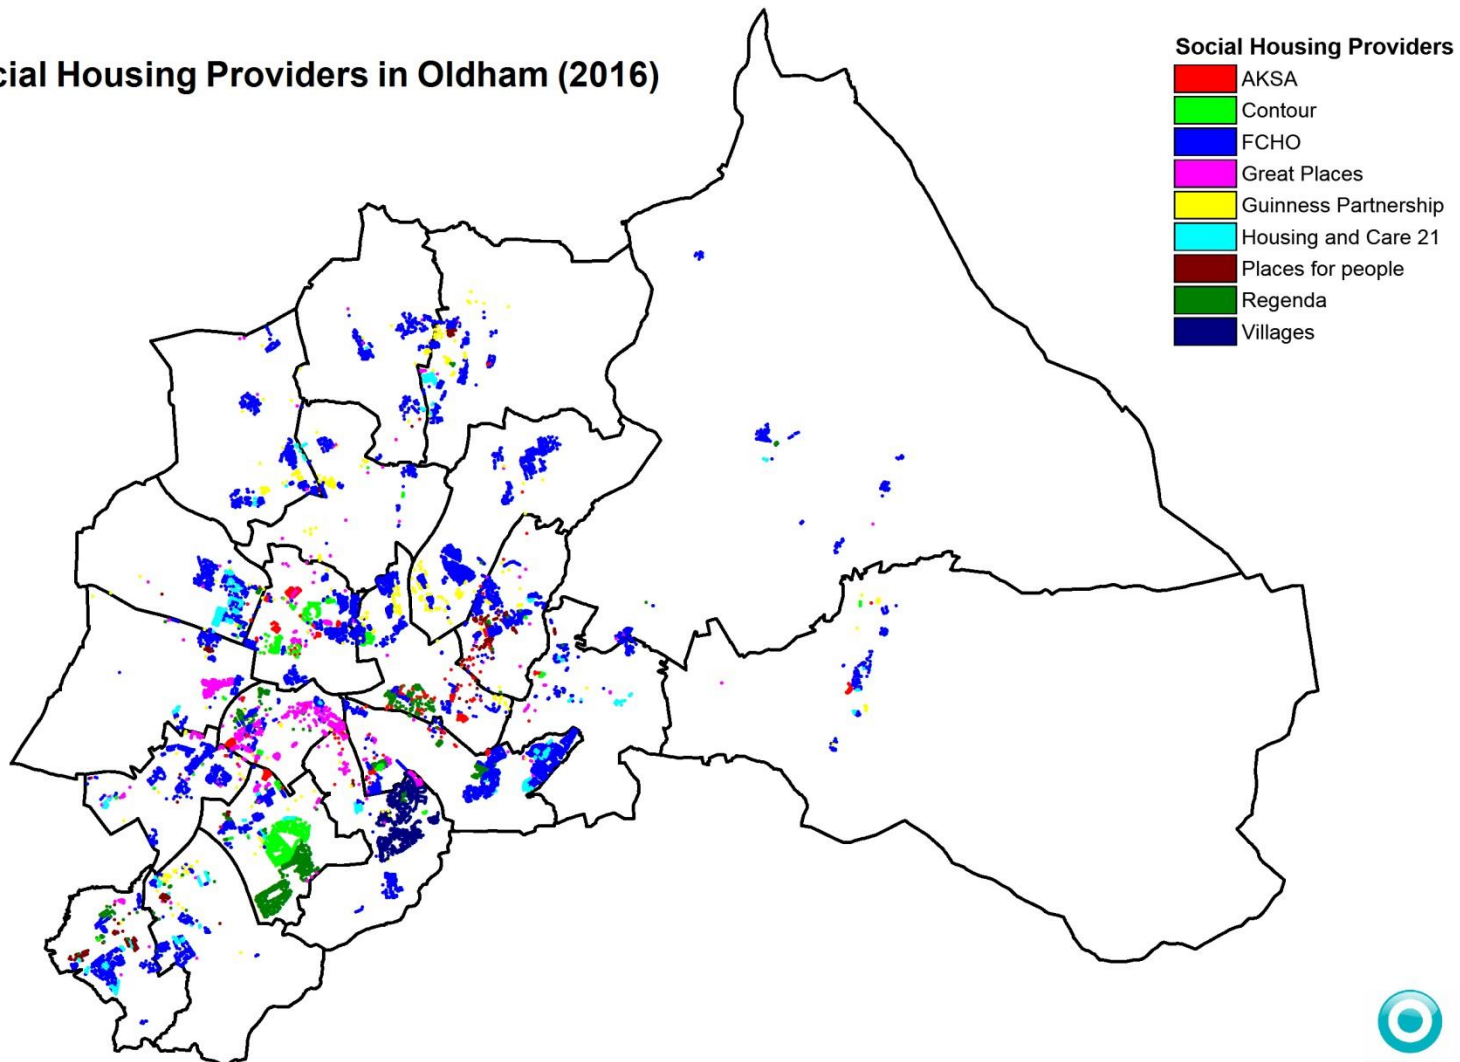 cial Housing Providers in Oldham (2016)
Social Housing Providers
AKSA
Contour
FCHO
Great Places
Guinness Partnership
Housing and Care 21
Places for people
Regenda
Villages